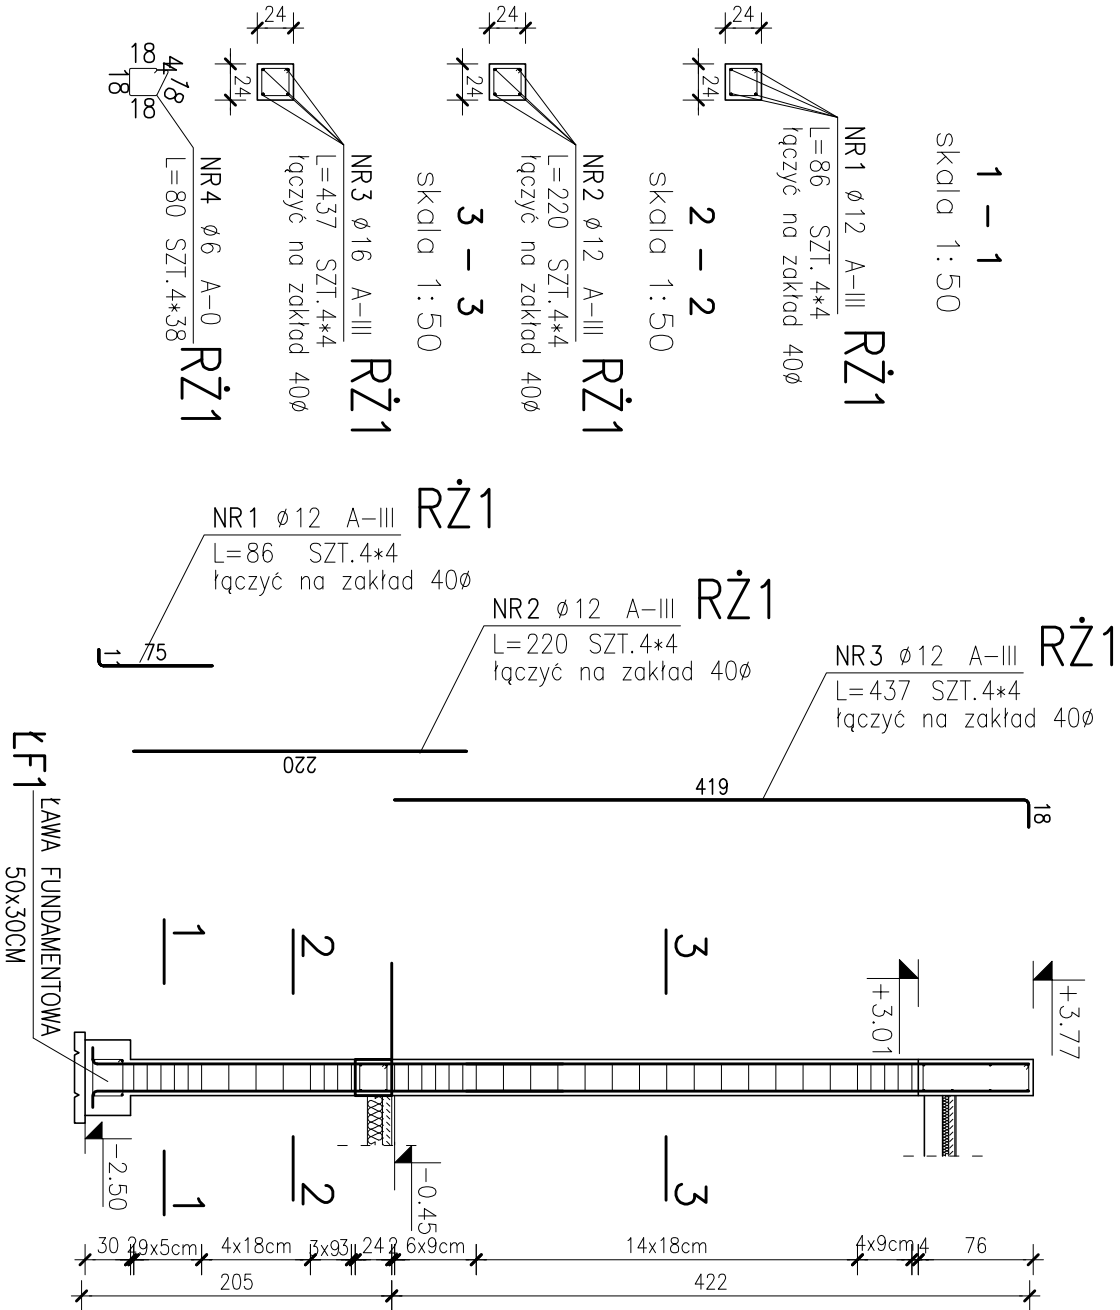 1 - 1
skala 1:50
24
24
NR1 ø12 A-III
L=86 SZT.4*4
łączyć na zakład 40ø
RŻ1
2 - 2
skala 1:50
24
24
NR2 ø12 A-III
L=220 SZT.4*4
łączyć na zakład 40ø
RŻ1
3 - 3
skala 1:50
24
24
NR3 ø16 A-III
L=437 SZT.4*4
łączyć na zakład 40ø
RŻ1
18
4
18
18
18
NR4 ø6 A-0
L=80 SZT.4*38
RŻ1
NR1 ø12 A-III RŻ1
L=86 SZT.4*4
łączyć na zakład 40ø
75
NR2 ø12 A-III RŻ1
L=220 SZT.4*4
łączyć na zakład 40ø
220
NR3 ø12 A-III RŻ1
L=437 SZT.4*4
łączyć na zakład 40ø
419
18
ŁF1
ŁAWA FUNDAMENTOWA
50x30CM
1
2
3
+3.01
+3.77
-2.50
-0.45
1
2
3
30 2 9x5cm 4x18cm 3x9 3 24 2 6x9cm 14x18cm 4x9cm 4 76
205 422